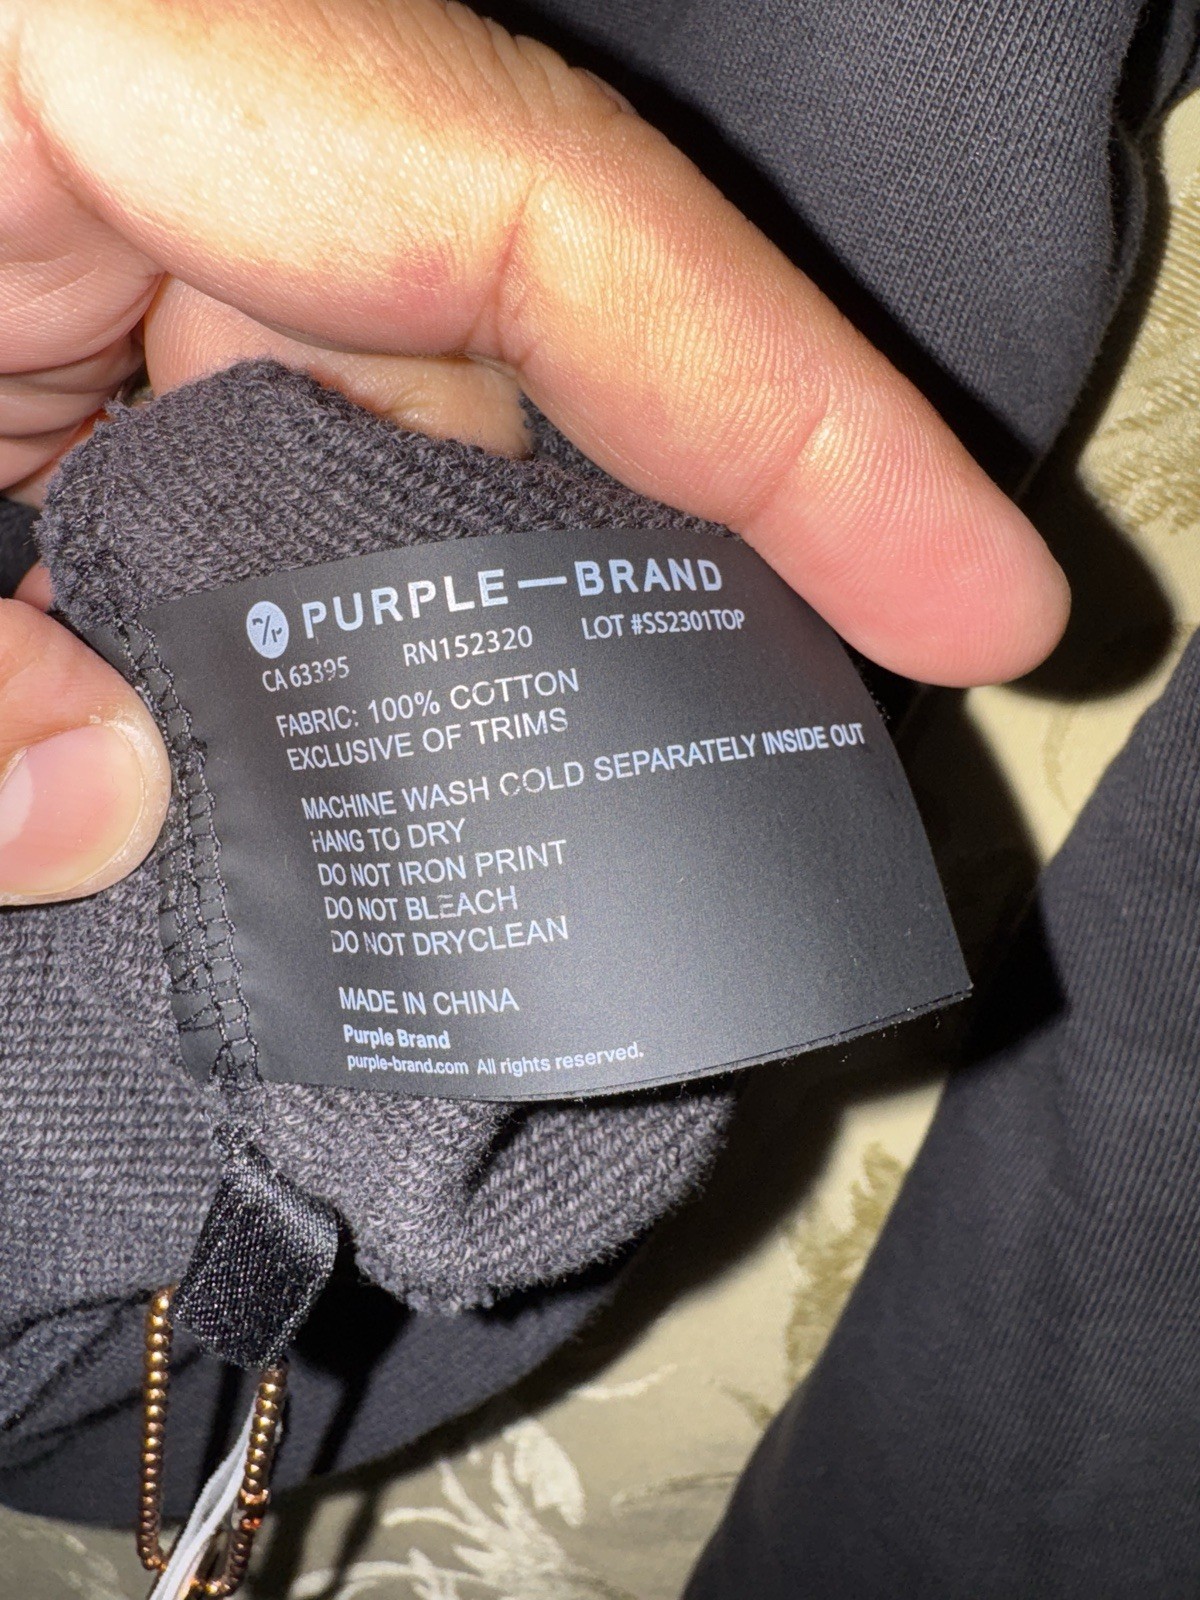 PURPLE—BRAND
CA 63395 RN152320 LOT #SS2301TOP
FABRIC: 100% COTTON
EXCLUSIVE OF TRIMS
MACHINE WASH COLD SEPARATELY INSIDE OUT
HANG TO DRY
DO NOT IRON PRINT
DO NOT BLEACH
DO NOT DRYCLEAN
MADE IN CHINA
Purple Brand
purple-brand.com All rights reserved.